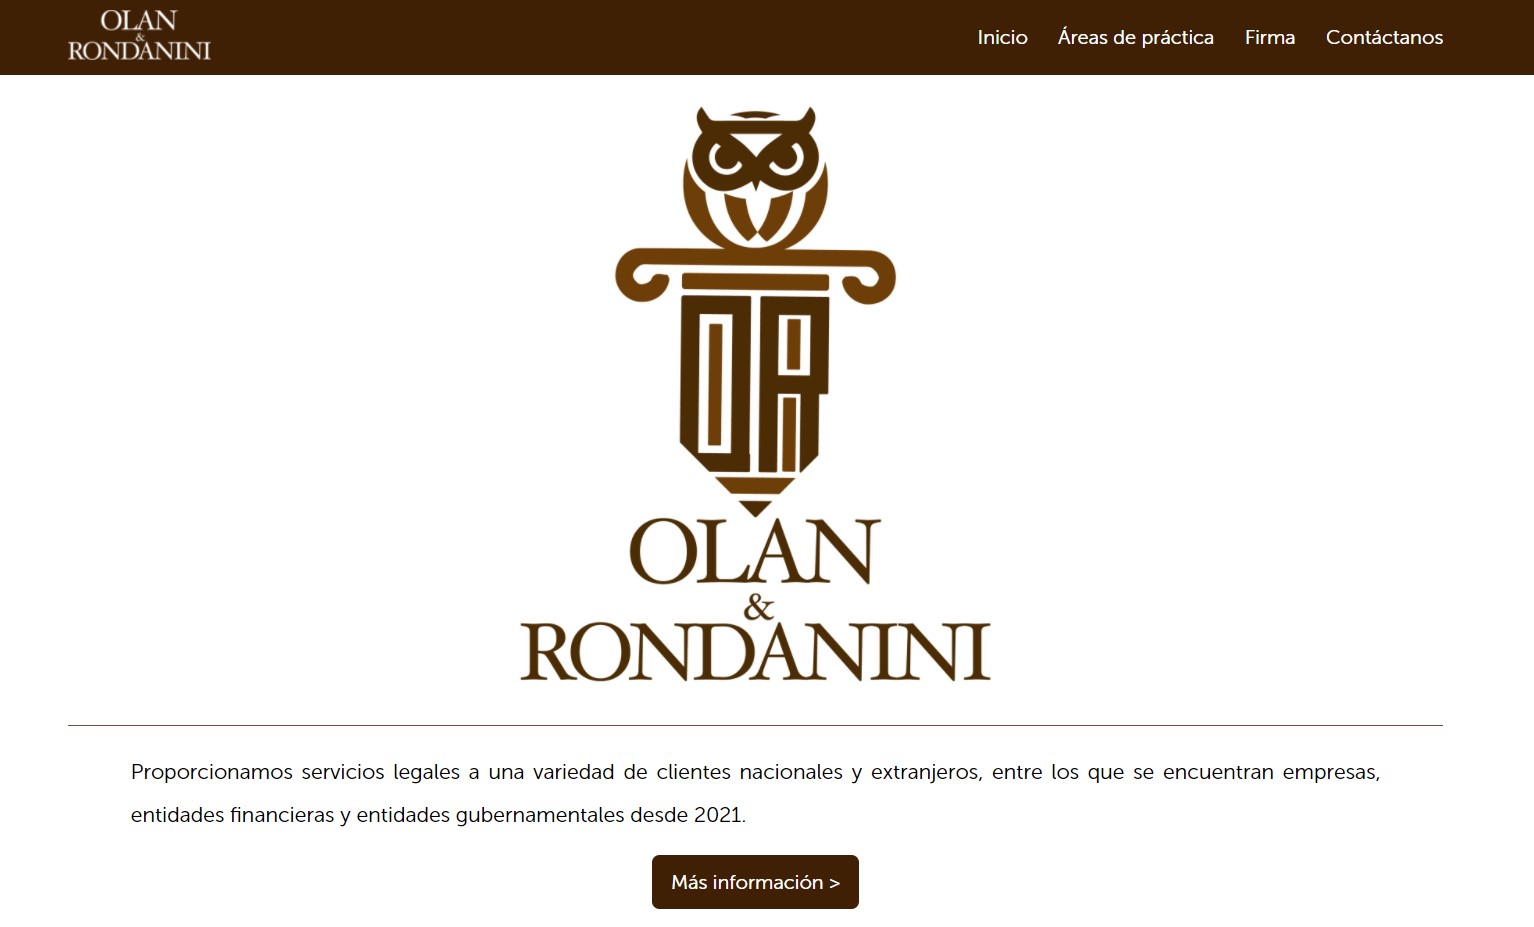 OLAN
&
RONDANINI
Inicio Áreas de práctica Firma Contáctanos
OR
OLAN
&
RONDANINI
Proporcionamos servicios legales a una variedad de clientes nacionales y extranjeros, entre los que se encuentran empresas,
entidades financieras y entidades gubernamentales desde 2021.
Más información >